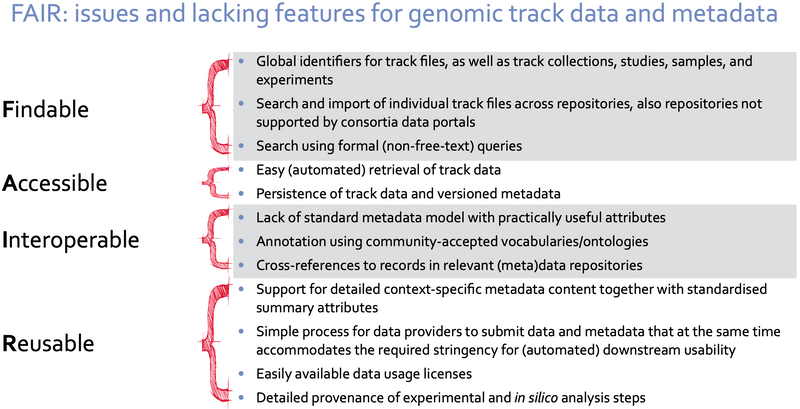 FAIR: issues and lacking features for genomic track data and metadata
Findable
• Global identifiers for track files, as well as track collections, studies, samples, and
experiments
• Search and import of individual track files across repositories, also repositories not
supported by consortia data portals
• Search using formal (non-free-text) queries
Accessible
• Easy (automated) retrieval of track data
• Persistence of track data and versioned metadata
Interoperable
• Lack of standard metadata model with practically useful attributes
• Annotation using community-accepted vocabularies/ontologies
• Cross-references to records in relevant (meta)data repositories
Reusable
• Support for detailed context-specific metadata content together with standardised
summary attributes
• Simple process for data providers to submit data and metadata that at the same time
accommodates the required stringency for (automated) downstream usability
• Easily available data usage licenses
• Detailed provenance of experimental and in silico analysis steps